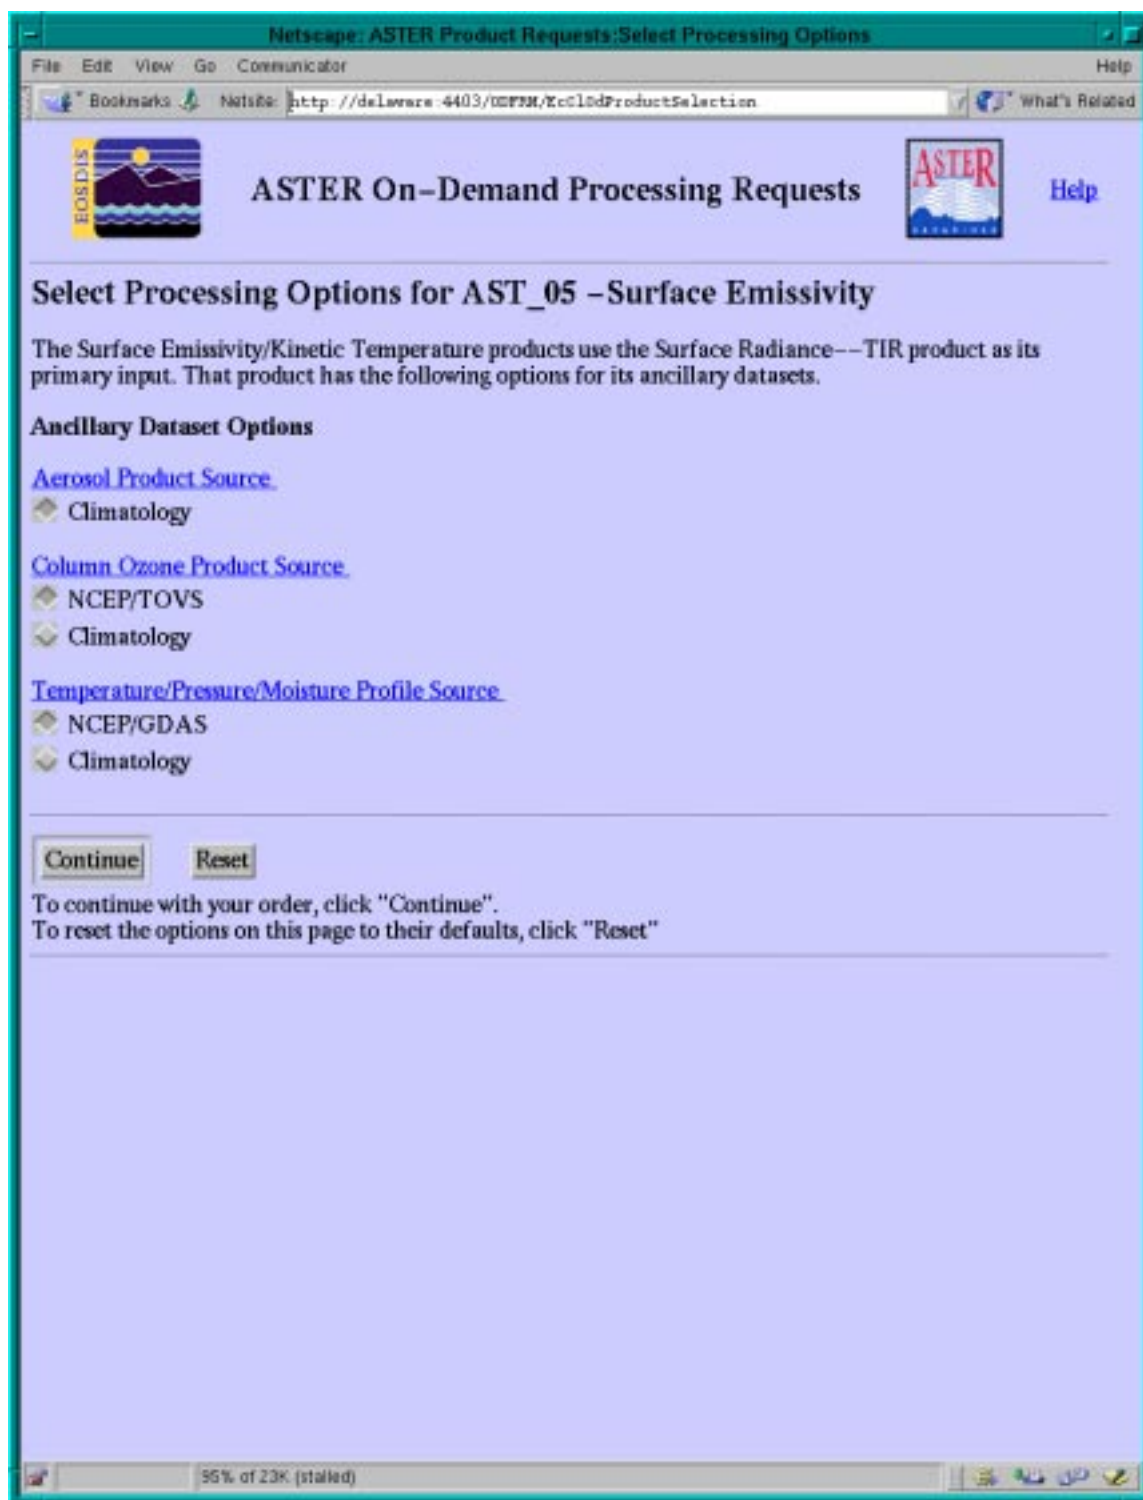 Netscape: ASTER Product Requests:Select Processing Options
File Edit View Go Communicator Help
Bookmarks Netsite: http://delaware:4403/ODFRM/EcClOdProductSelection What's Related
EOSDIS
ASTER On-Demand Processing Requests
ASTER
Help
Select Processing Options for AST_05 -Surface Emissivity
The Surface Emissivity/Kinetic Temperature products use the Surface Radiance--TIR product as its
primary input. That product has the following options for its ancillary datasets.
Ancillary Dataset Options
Aerosol Product Source
Climatology
Column Ozone Product Source
NCEP/TOVS
Climatology
Temperature/Pressure/Moisture Profile Source
NCEP/GDAS
Climatology
Continue Reset
To continue with your order, click "Continue".
To reset the options on this page to their defaults, click "Reset"
95% of 23K (stalled)